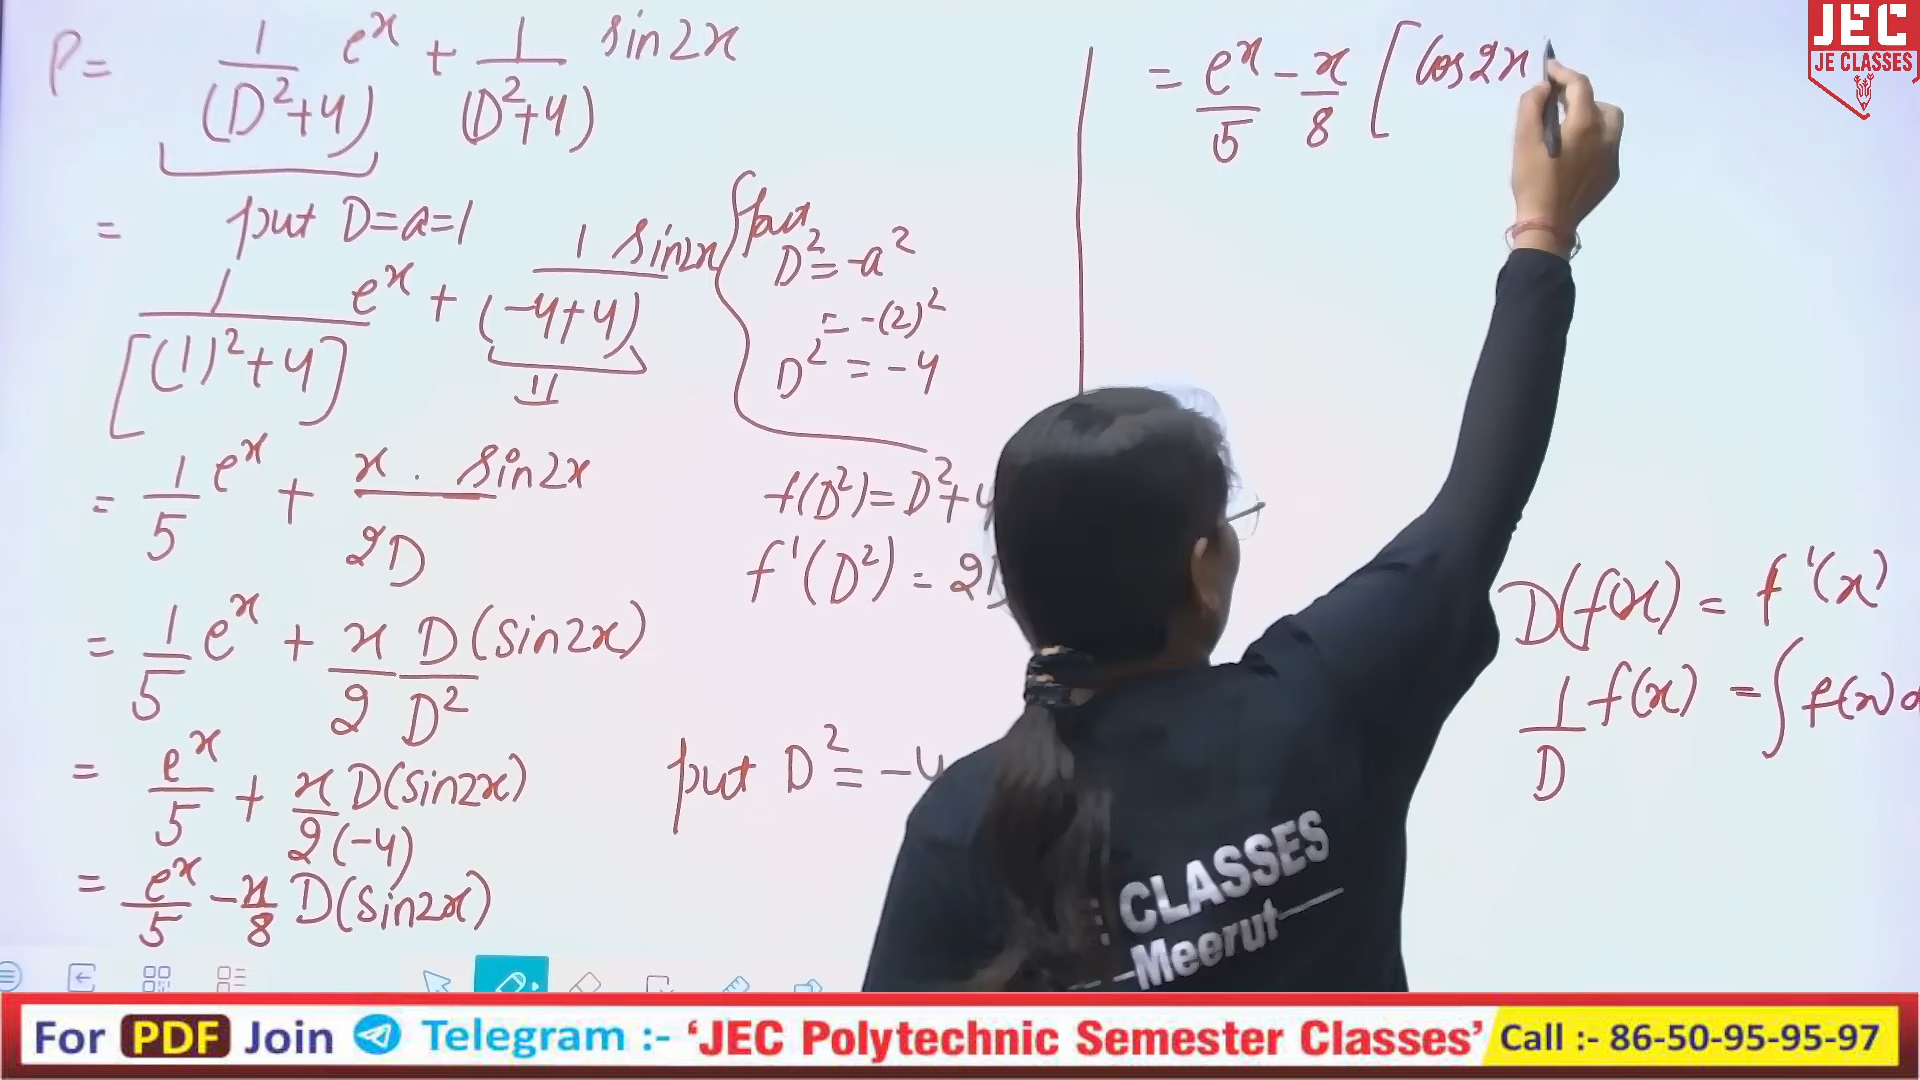 P = 1/(D²+4) eˣ + 1/(D²+4) sin2x
put D=a=1
= 1/[(1)²+4] eˣ + 1/(-4+4) sin2x
put
D² = -a²
= -(2)²
D² = -4
= 1/5 eˣ + x . sin2x / 2D
f(D²) = D²+4
f'(D²) = 2D
= 1/5 eˣ + x/2 D/D² (sin2x)
= eˣ/5 + x/2(-4) D(sin2x)
put D² = -4
= eˣ/5 - x/8 D(sin2x)
= eˣ/5 - x/8 [cos2x
D(f(x)) = f'(x)
1/D f(x) = ∫f(x)d
JEC
JE CLASSES
CLASSES
Meerut
For PDF Join Telegram :- ‘JEC Polytechnic Semester Classes’ Call :- 86-50-95-95-97